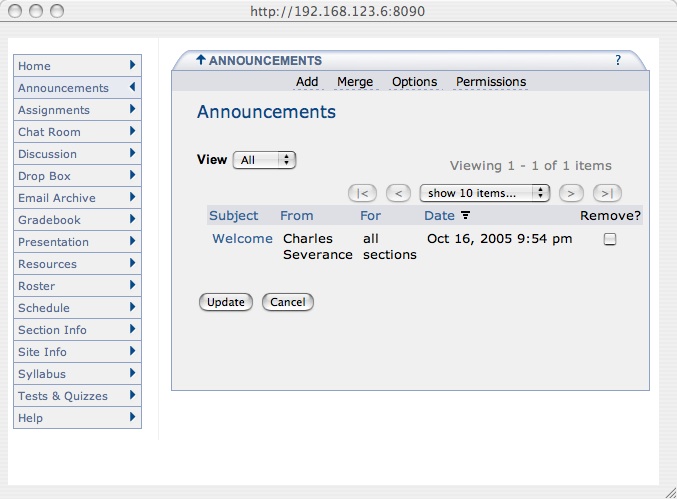 http://192.168.123.6:8090
Home
Announcements
Assignments
Chat Room
Discussion
Drop Box
Email Archive
Gradebook
Presentation
Resources
Roster
Schedule
Section Info
Site Info
Syllabus
Tests & Quizzes
Help
ANNOUNCEMENTS ?
Add Merge Options Permissions
Announcements
View All
Viewing 1 - 1 of 1 items
|< < show 10 items... > >|
Subject From For Date Remove?
Welcome Charles all Oct 16, 2005 9:54 pm
Severance sections
Update Cancel